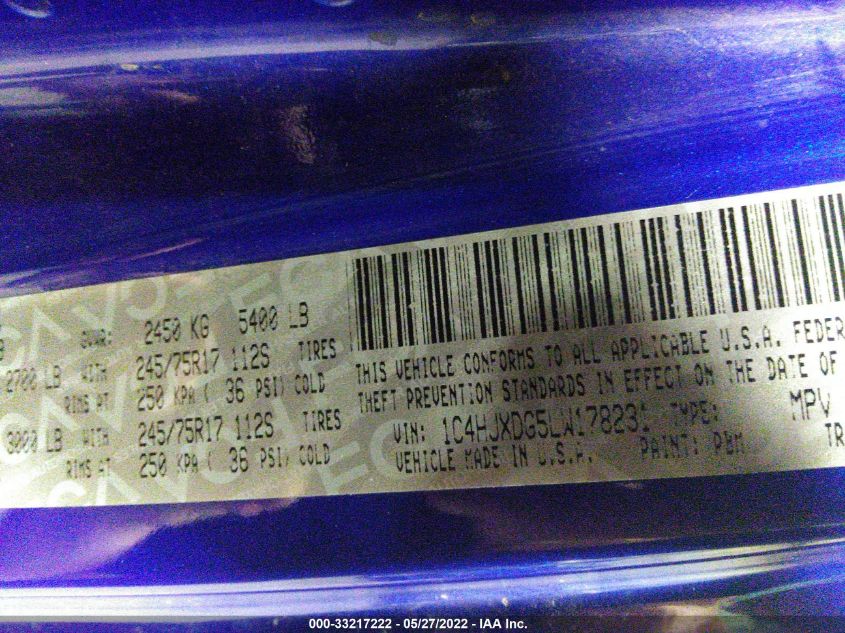 GVWR: 2450 KG 5400 LB
2700 LB WITH 245/75R17 112S TIRES
RIMS AT 250 KPA ( 36 PSI) COLD
3000 LB WITH 245/75R17 112S TIRES
RIMS AT 250 KPA ( 36 PSI) COLD
THIS VEHICLE CONFORMS TO ALL APPLICABLE U.S.A. FEDER
THEFT PREVENTION STANDARDS IN EFFECT ON THE DATE OF
VIN: 1C4HJXDG5LW178231 TYPE: MPV
VEHICLE MADE IN U.S.A. PAINT: PBM TR
000-33217222 - 05/27/2022 - IAA Inc.